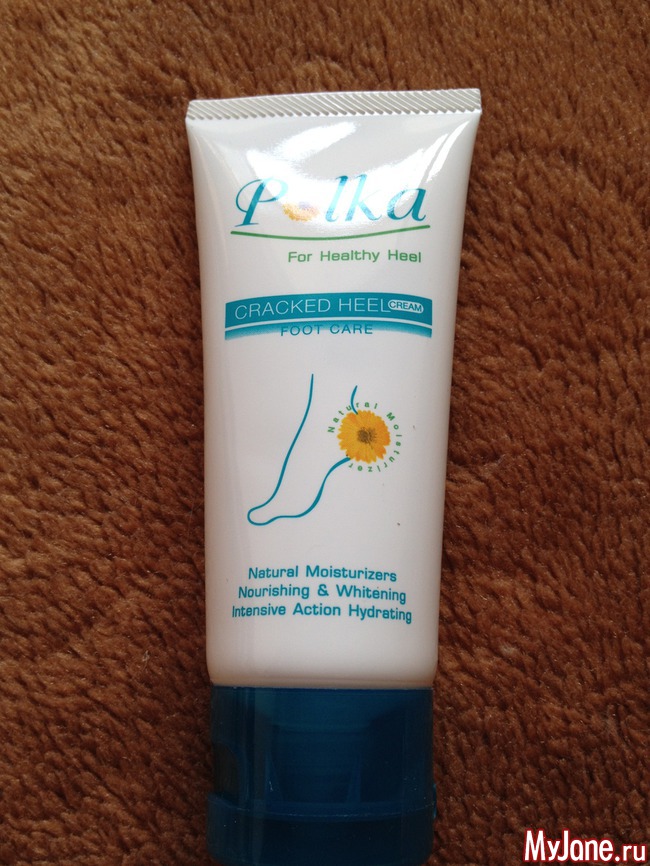 Polka
For Healthy Heel
CRACKED HEEL CREAM
FOOT CARE
Natural Moisturizer
Natural Moisturizers
Nourishing & Whitening
Intensive Action Hydrating
MyJane.ru